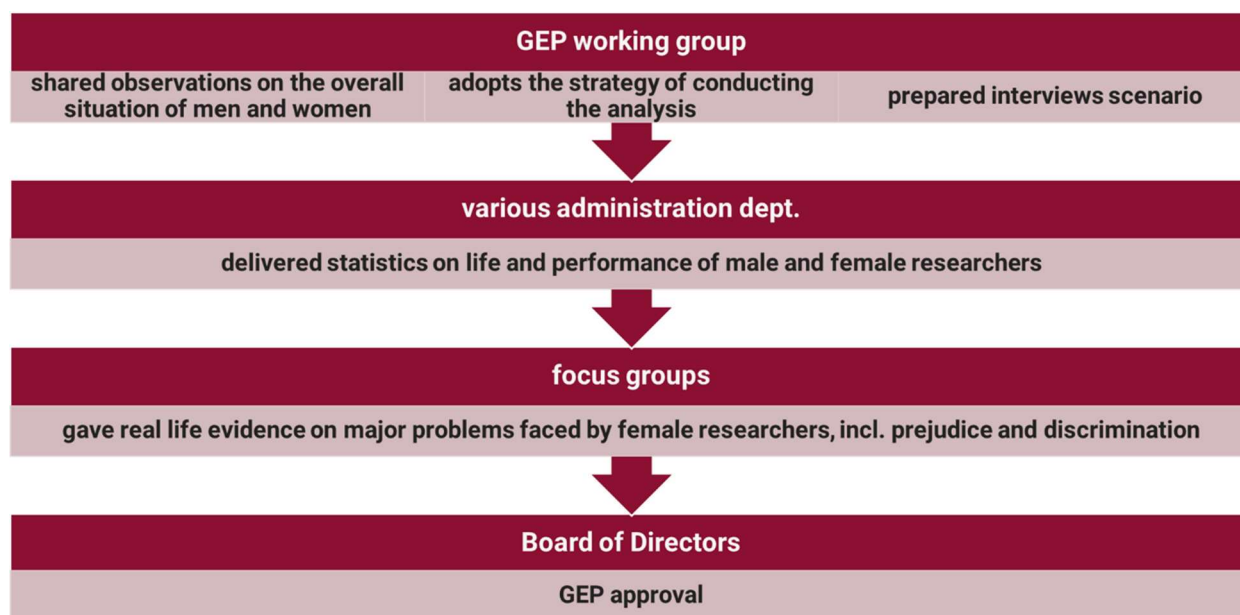 GEP working group
shared observations on the overall
situation of men and women
adopts the strategy of conducting
the analysis
prepared interviews scenario
various administration dept.
delivered statistics on life and performance of male and female researchers
focus groups
gave real life evidence on major problems faced by female researchers, incl. prejudice and discrimination
Board of Directors
GEP approval